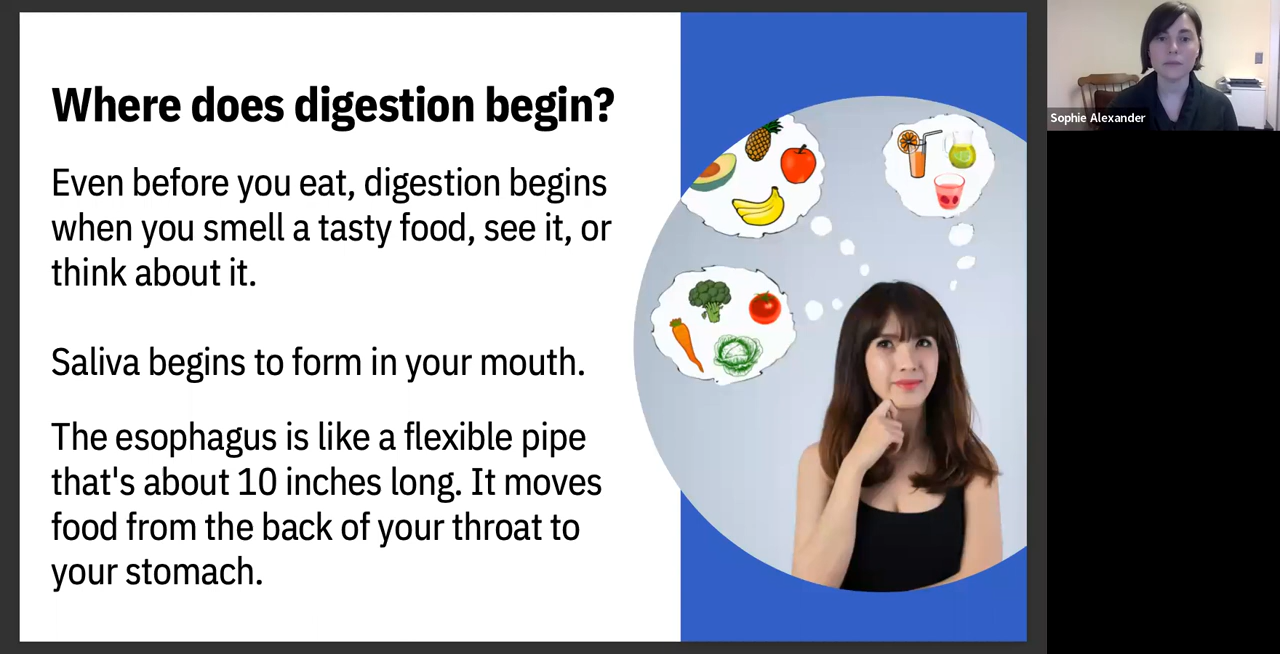 Where does digestion begin?
Even before you eat, digestion begins
when you smell a tasty food, see it, or
think about it.
Saliva begins to form in your mouth.
The esophagus is like a flexible pipe
that's about 10 inches long. It moves
food from the back of your throat to
your stomach.
Sophie Alexander